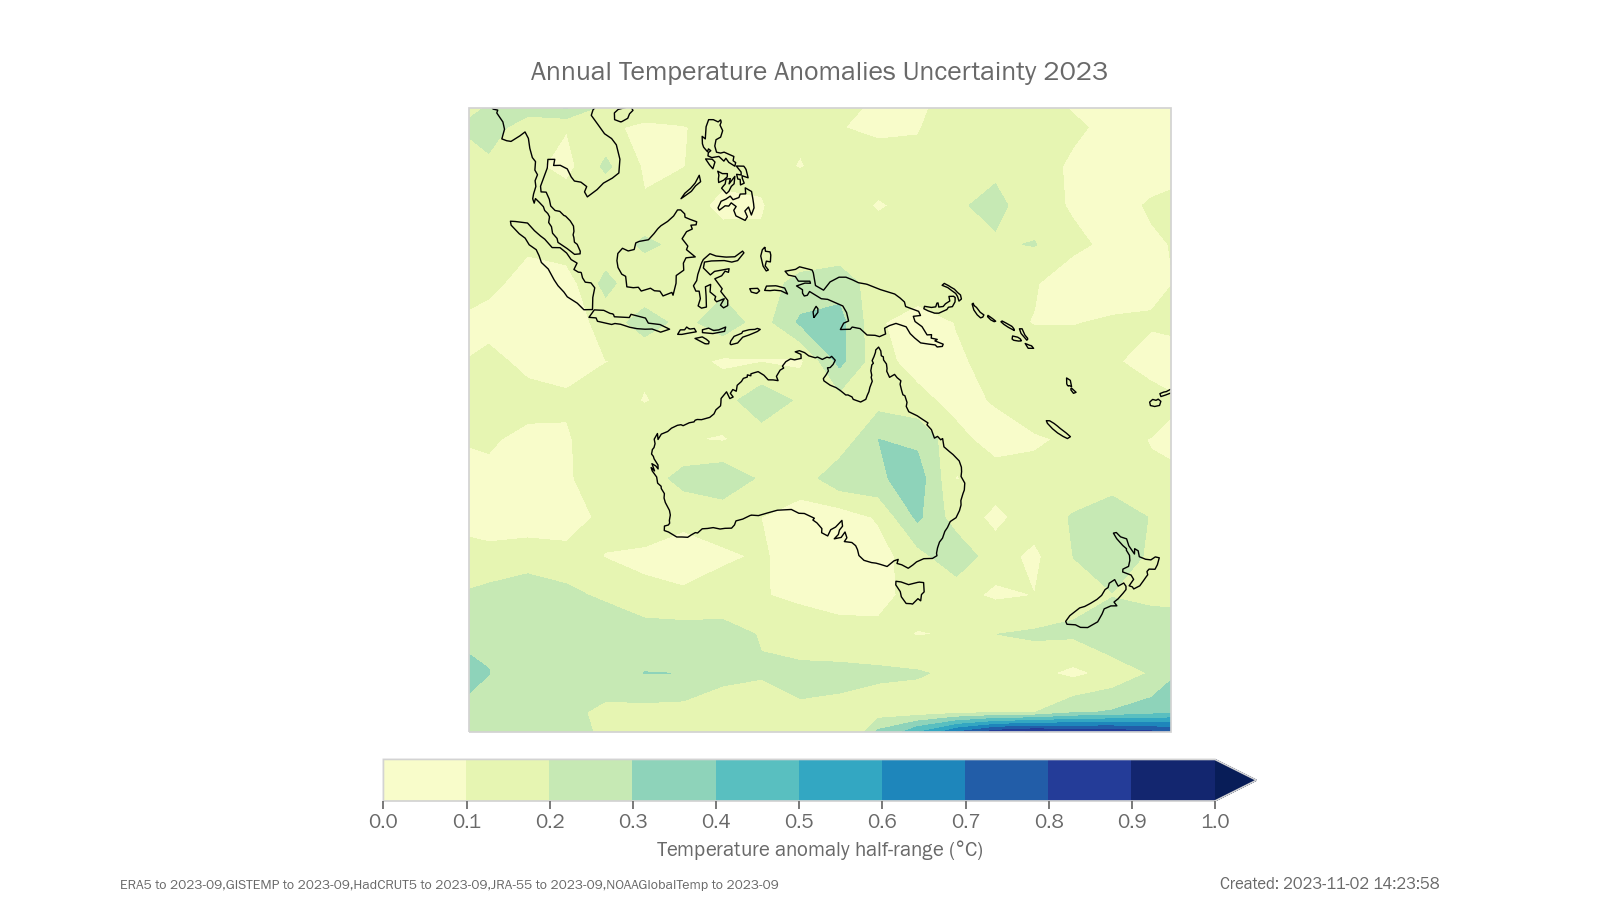 Annual Temperature Anomalies Uncertainty 2023
0.0 0.1 0.2 0.3 0.4 0.5 0.6 0.7 0.8 0.9 1.0
Temperature anomaly half-range (°C)
ERA5 to 2023-09,GISTEMP to 2023-09,HadCRUT5 to 2023-09,JRA-55 to 2023-09,NOAAGlobalTemp to 2023-09
Created: 2023-11-02 14:23:58